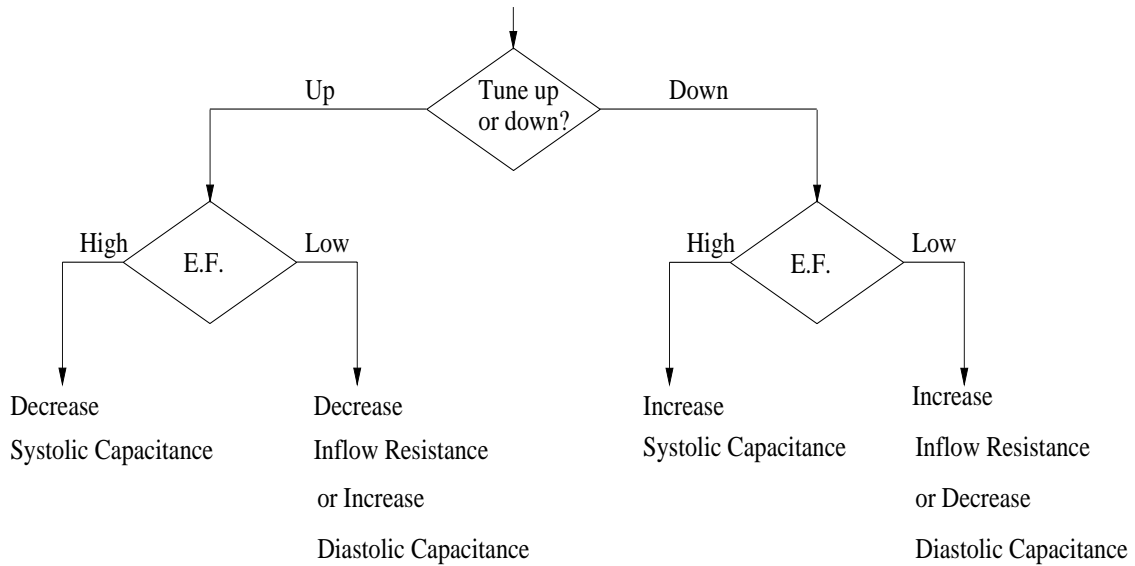 Tune up
or down?
Up
Down
E.F.
High
Low
E.F.
High
Low
Decrease
Systolic Capacitance
Decrease
Inflow Resistance
or Increase
Diastolic Capacitance
Increase
Systolic Capacitance
Increase
Inflow Resistance
or Decrease
Diastolic Capacitance